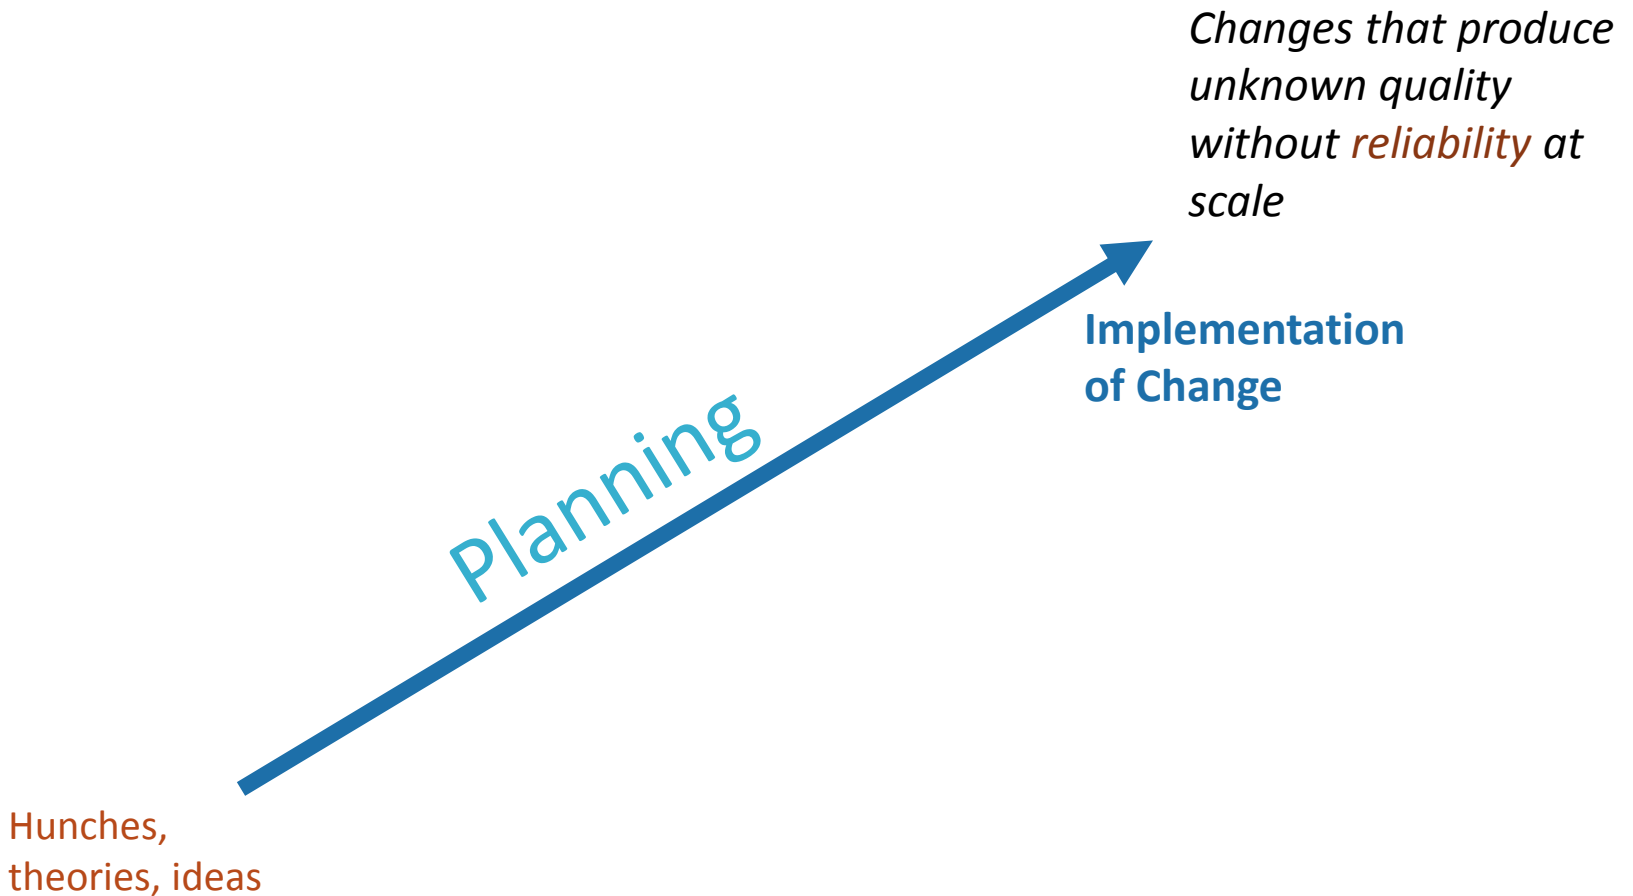 Changes that produce
unknown quality
without reliability at
scale
Implementation
of Change
Planning
Hunches,
theories, ideas